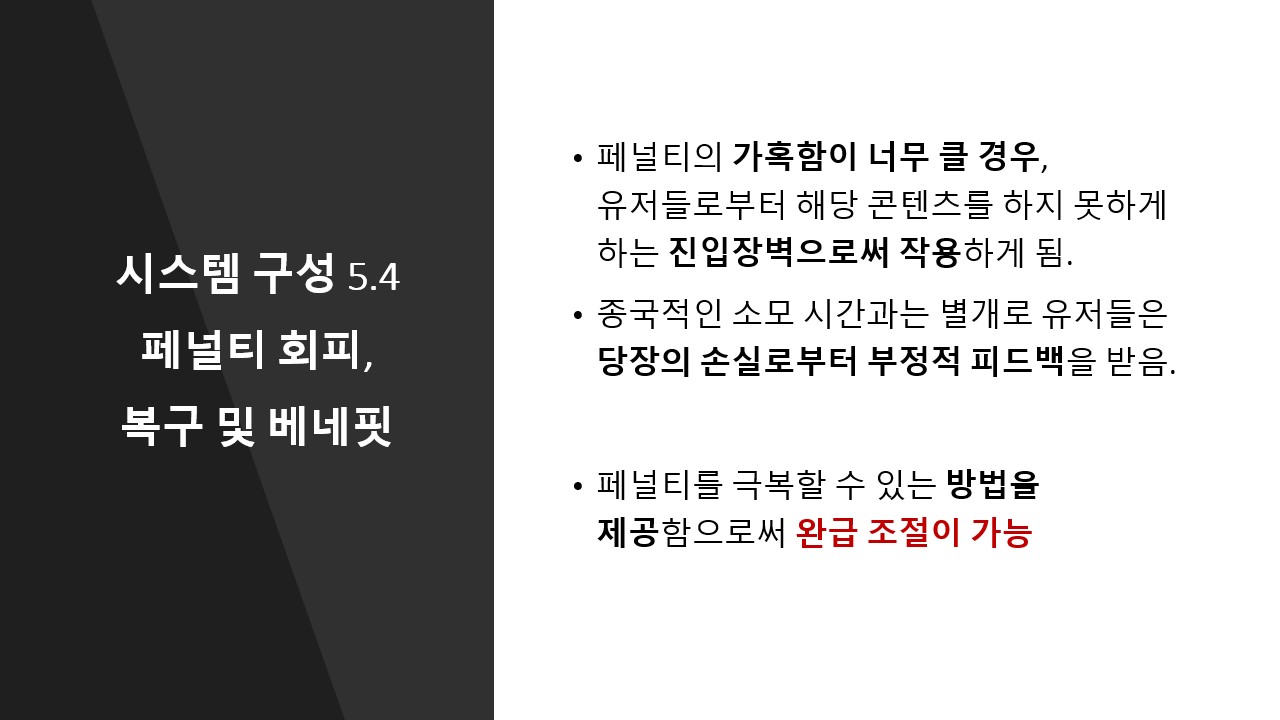 시스템 구성 5.4
페널티 회피,
복구 및 베네핏
• 페널티의 가혹함이 너무 클 경우,
유저들로부터 해당 콘텐츠를 하지 못하게
하는 진입장벽으로써 작용하게 됨.
• 종국적인 소모 시간과는 별개로 유저들은
당장의 손실로부터 부정적 피드백을 받음.
• 페널티를 극복할 수 있는 방법을
제공함으로써 완급 조절이 가능